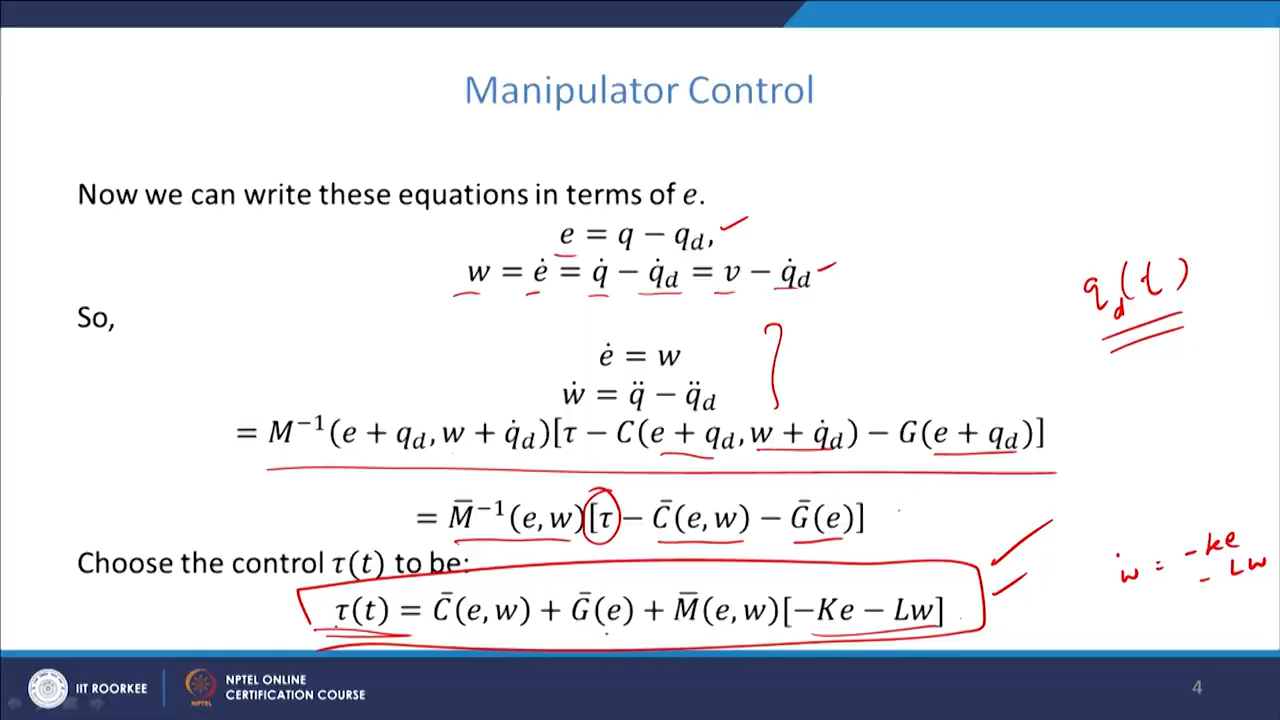 Manipulator Control
Now we can write these equations in terms of e.
e = q − q_d,
w = ė = q̇ − q̇_d = v − q̇_d
q_d(t)
So,
ė = w
ẇ = q̈ − q̈_d
= M⁻¹(e + q_d, w + q̇_d)[τ − C(e + q_d, w + q̇_d) − G(e + q_d)]
= M̄⁻¹(e, w)[τ − C̄(e, w) − Ḡ(e)]
Choose the control τ(t) to be:
ẇ = −Ke
− Lw
τ(t) = C̄(e, w) + Ḡ(e) + M̄(e, w)[−Ke − Lw]
IIT ROORKEE
NPTEL
NPTEL ONLINE
CERTIFICATION COURSE
4